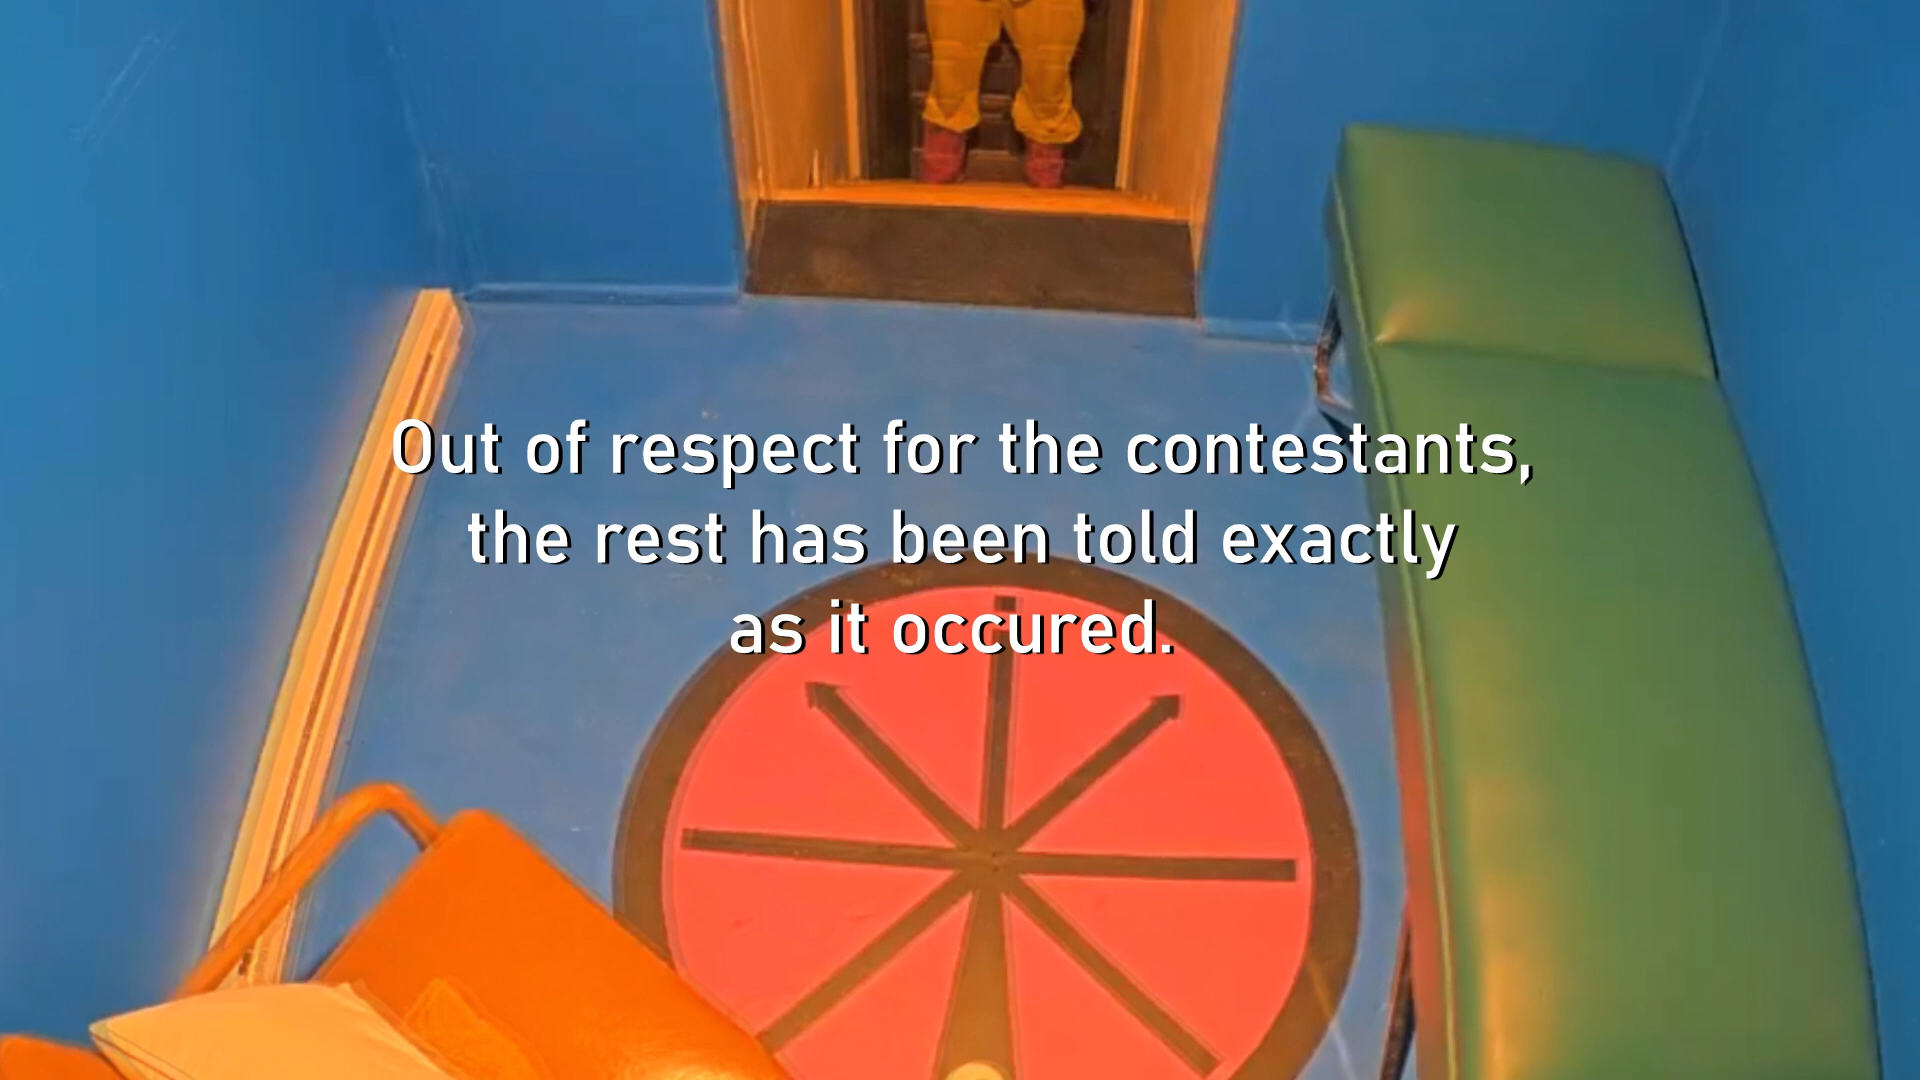 Out of respect for the contestants,
the rest has been told exactly
as it occured.